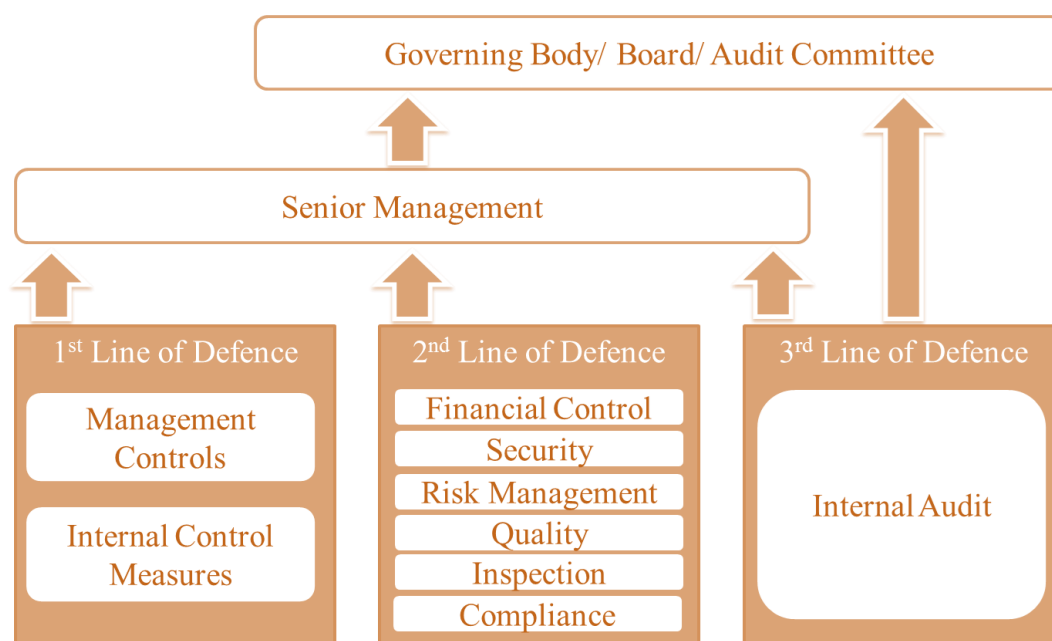 Governing Body/ Board/ Audit Committee
Senior Management
1st Line of Defence
Management
Controls
Internal Control
Measures
2nd Line of Defence
Financial Control
Security
Risk Management
Quality
Inspection
Compliance
3rd Line of Defence
Internal Audit